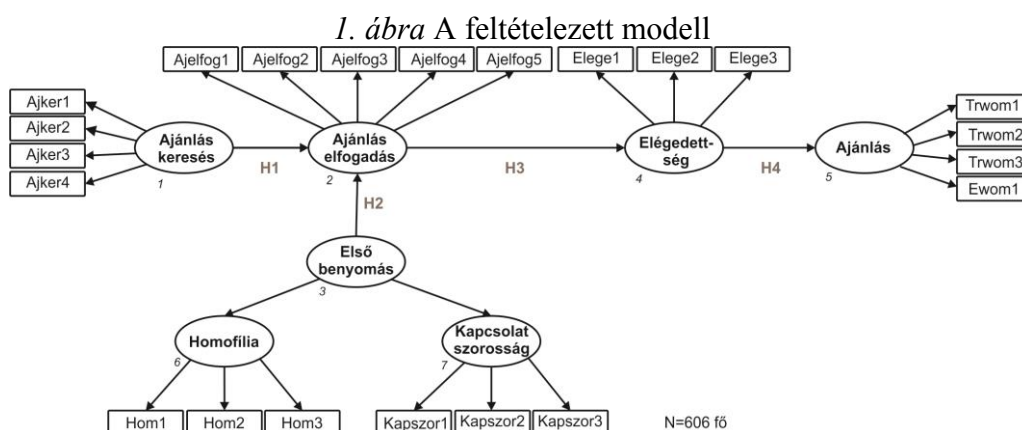 1. ábra A feltételezett modell
Ajelfog1 Ajelfog2 Ajelfog3 Ajelfog4 Ajelfog5 Elege1 Elege2 Elege3
Ajker1
Ajker2
Ajker3
Ajker4
Ajánlás
keresés
1
H1
Ajánlás
elfogadás
2
H3
Elégedett-
ség
4
H4
Ajánlás
5
Trwom1
Trwom2
Trwom3
Ewom1
H2
Első
benyomás
3
Homofília
6
Kapcsolat
szorosság
7
Hom1 Hom2 Hom3 Kapszor1 Kapszor2 Kapszor3 N=606 fő